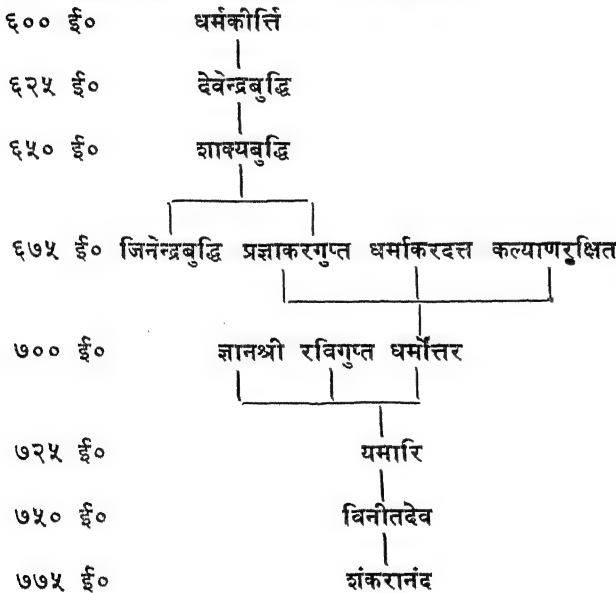 ६०० ई० धर्मकीर्त्ति
६२५ ई० देवेन्द्रबुद्धि
६५० ई० शाक्यबुद्धि
६७५ ई० जिनेन्द्रबुद्धि प्रज्ञाकरगुप्त धर्माकरदत्त कल्याणरक्षित
७०० ई० ज्ञानश्री रविगुप्त धर्मोत्तर
७२५ ई० यमारि
७५० ई० विनीतदेव
७७५ ई० शंकरानंद